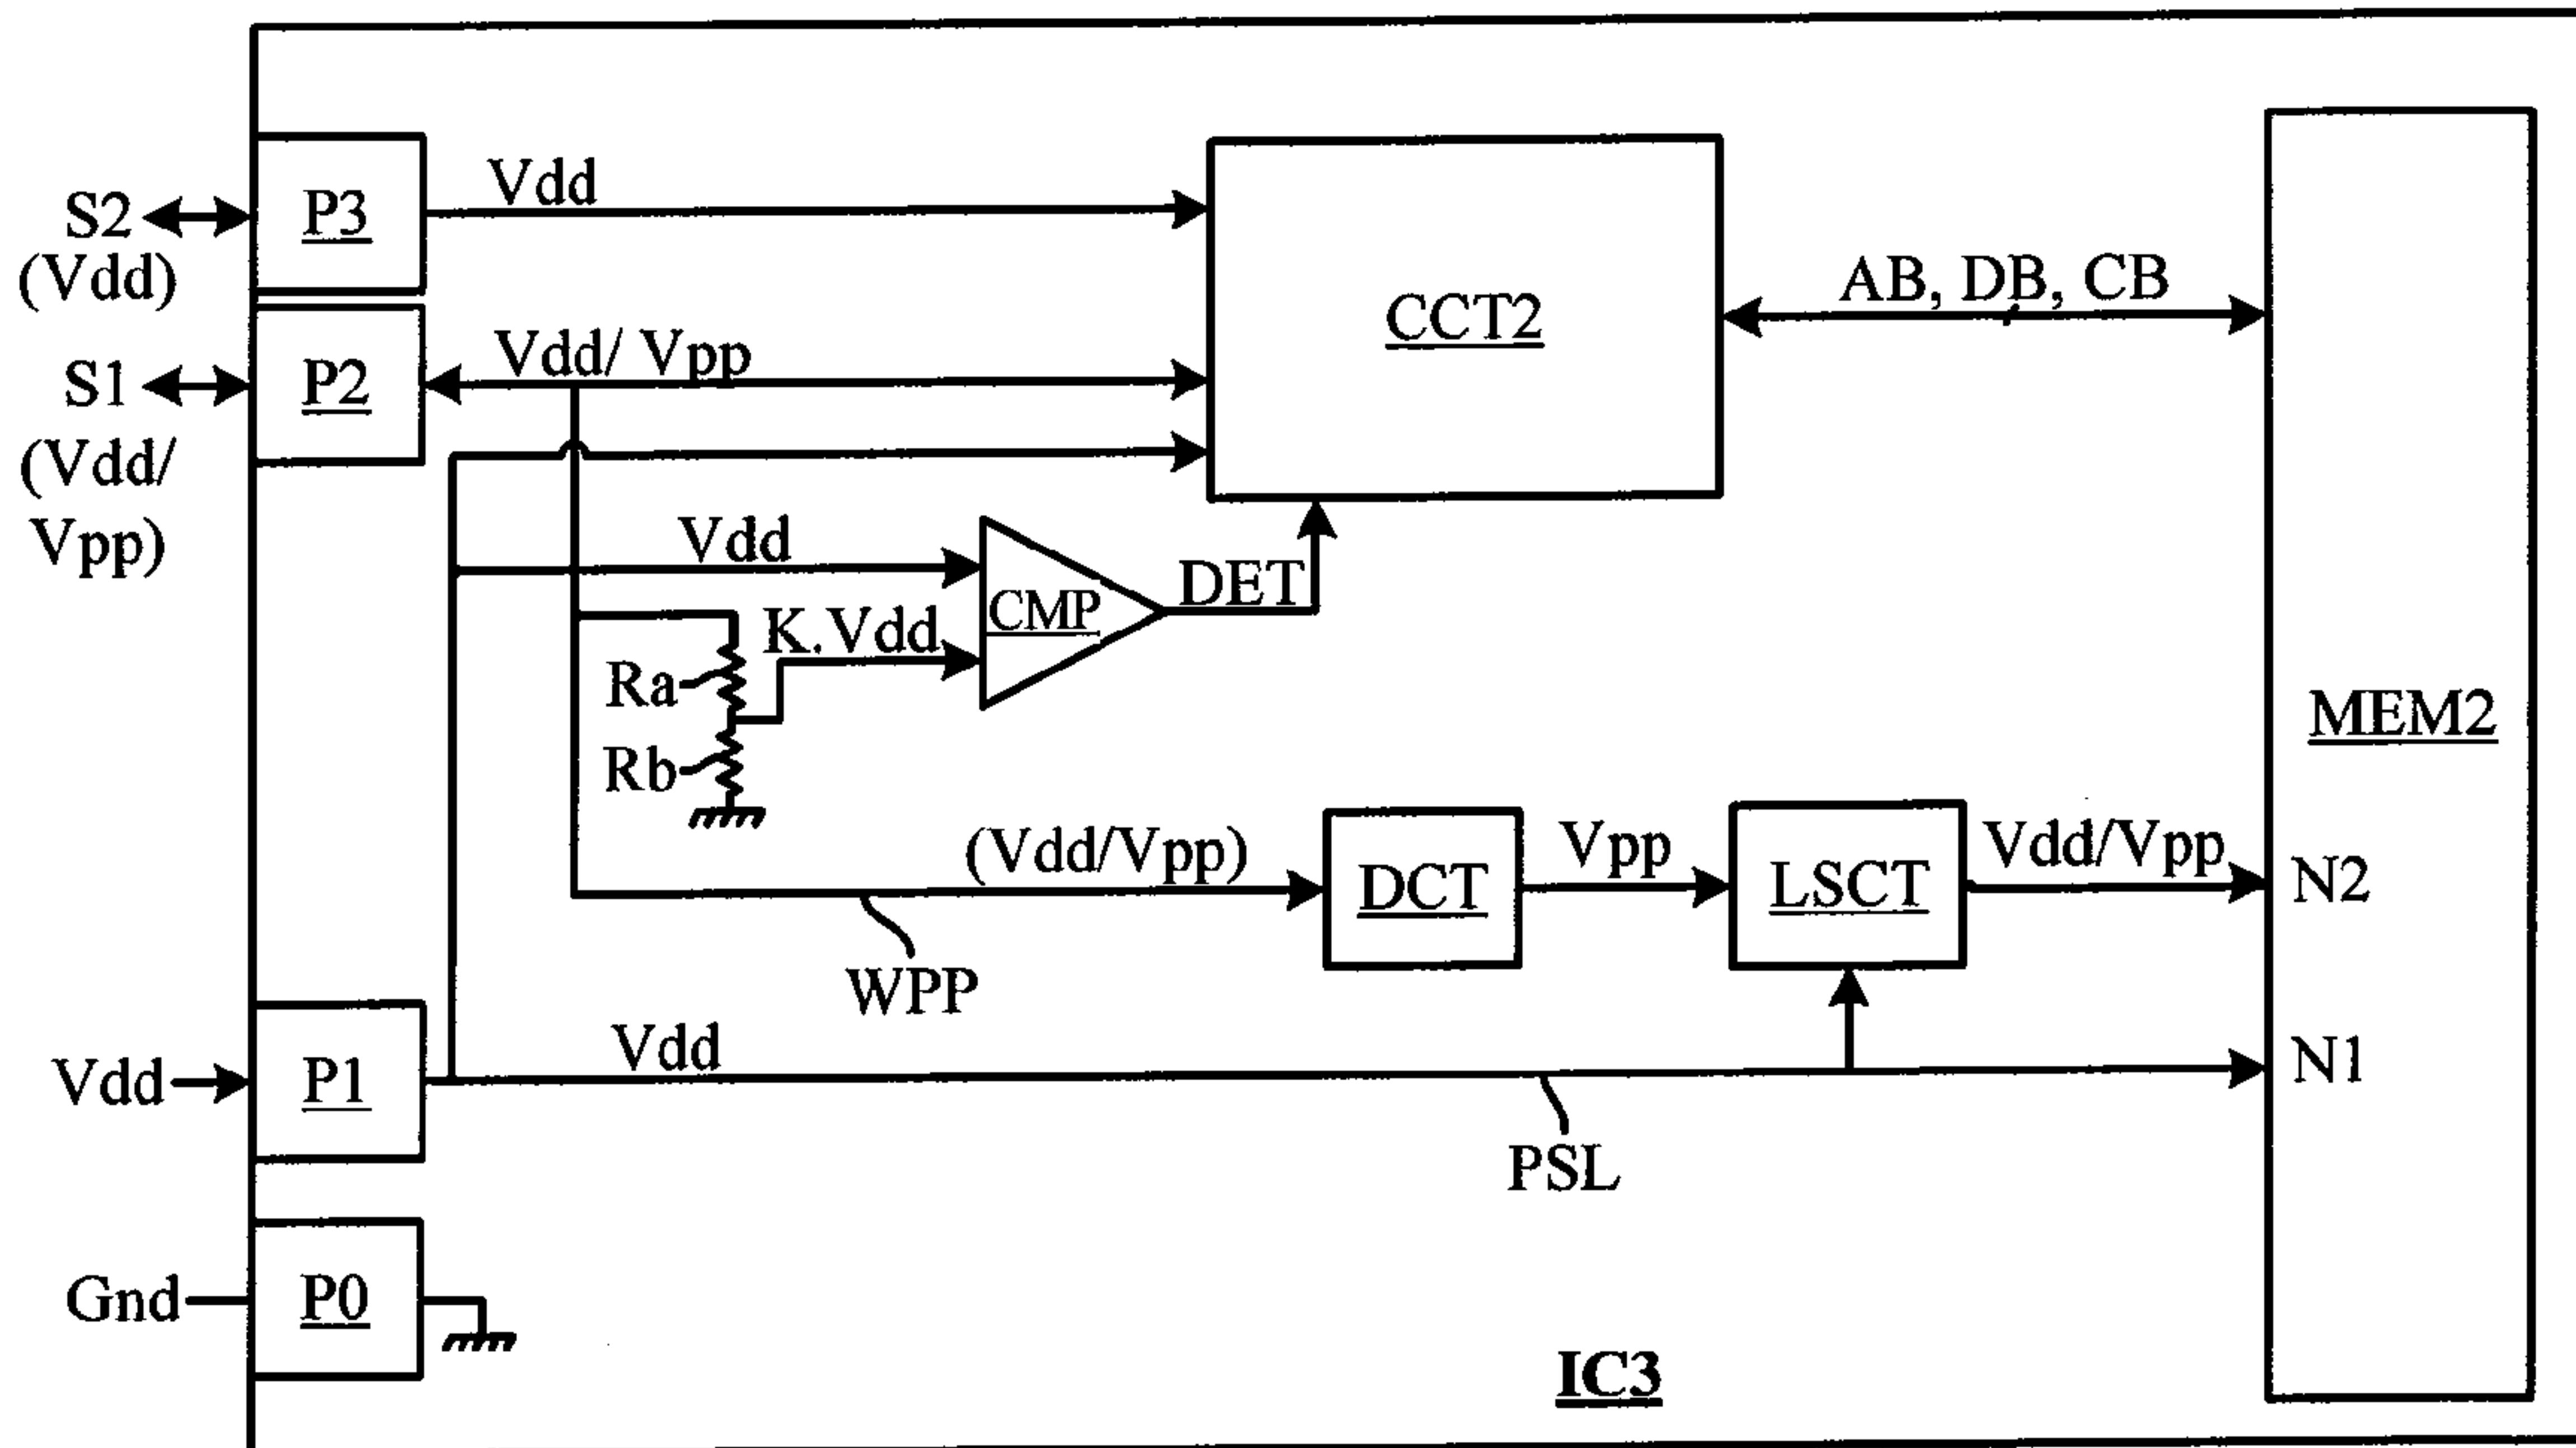 S2
(Vdd)
P3
Vdd
S1
(Vdd/
Vpp)
P2
Vdd/ Vpp
CCT2
AB, DB, CB
MEM2
Vdd
CMP
DET
K.Vdd
Ra
Rb
(Vdd/Vpp)
WPP
DCT
Vpp
LSCT
Vdd/Vpp
N2
Vdd
P1
Vdd
PSL
N1
Gnd
P0
IC3